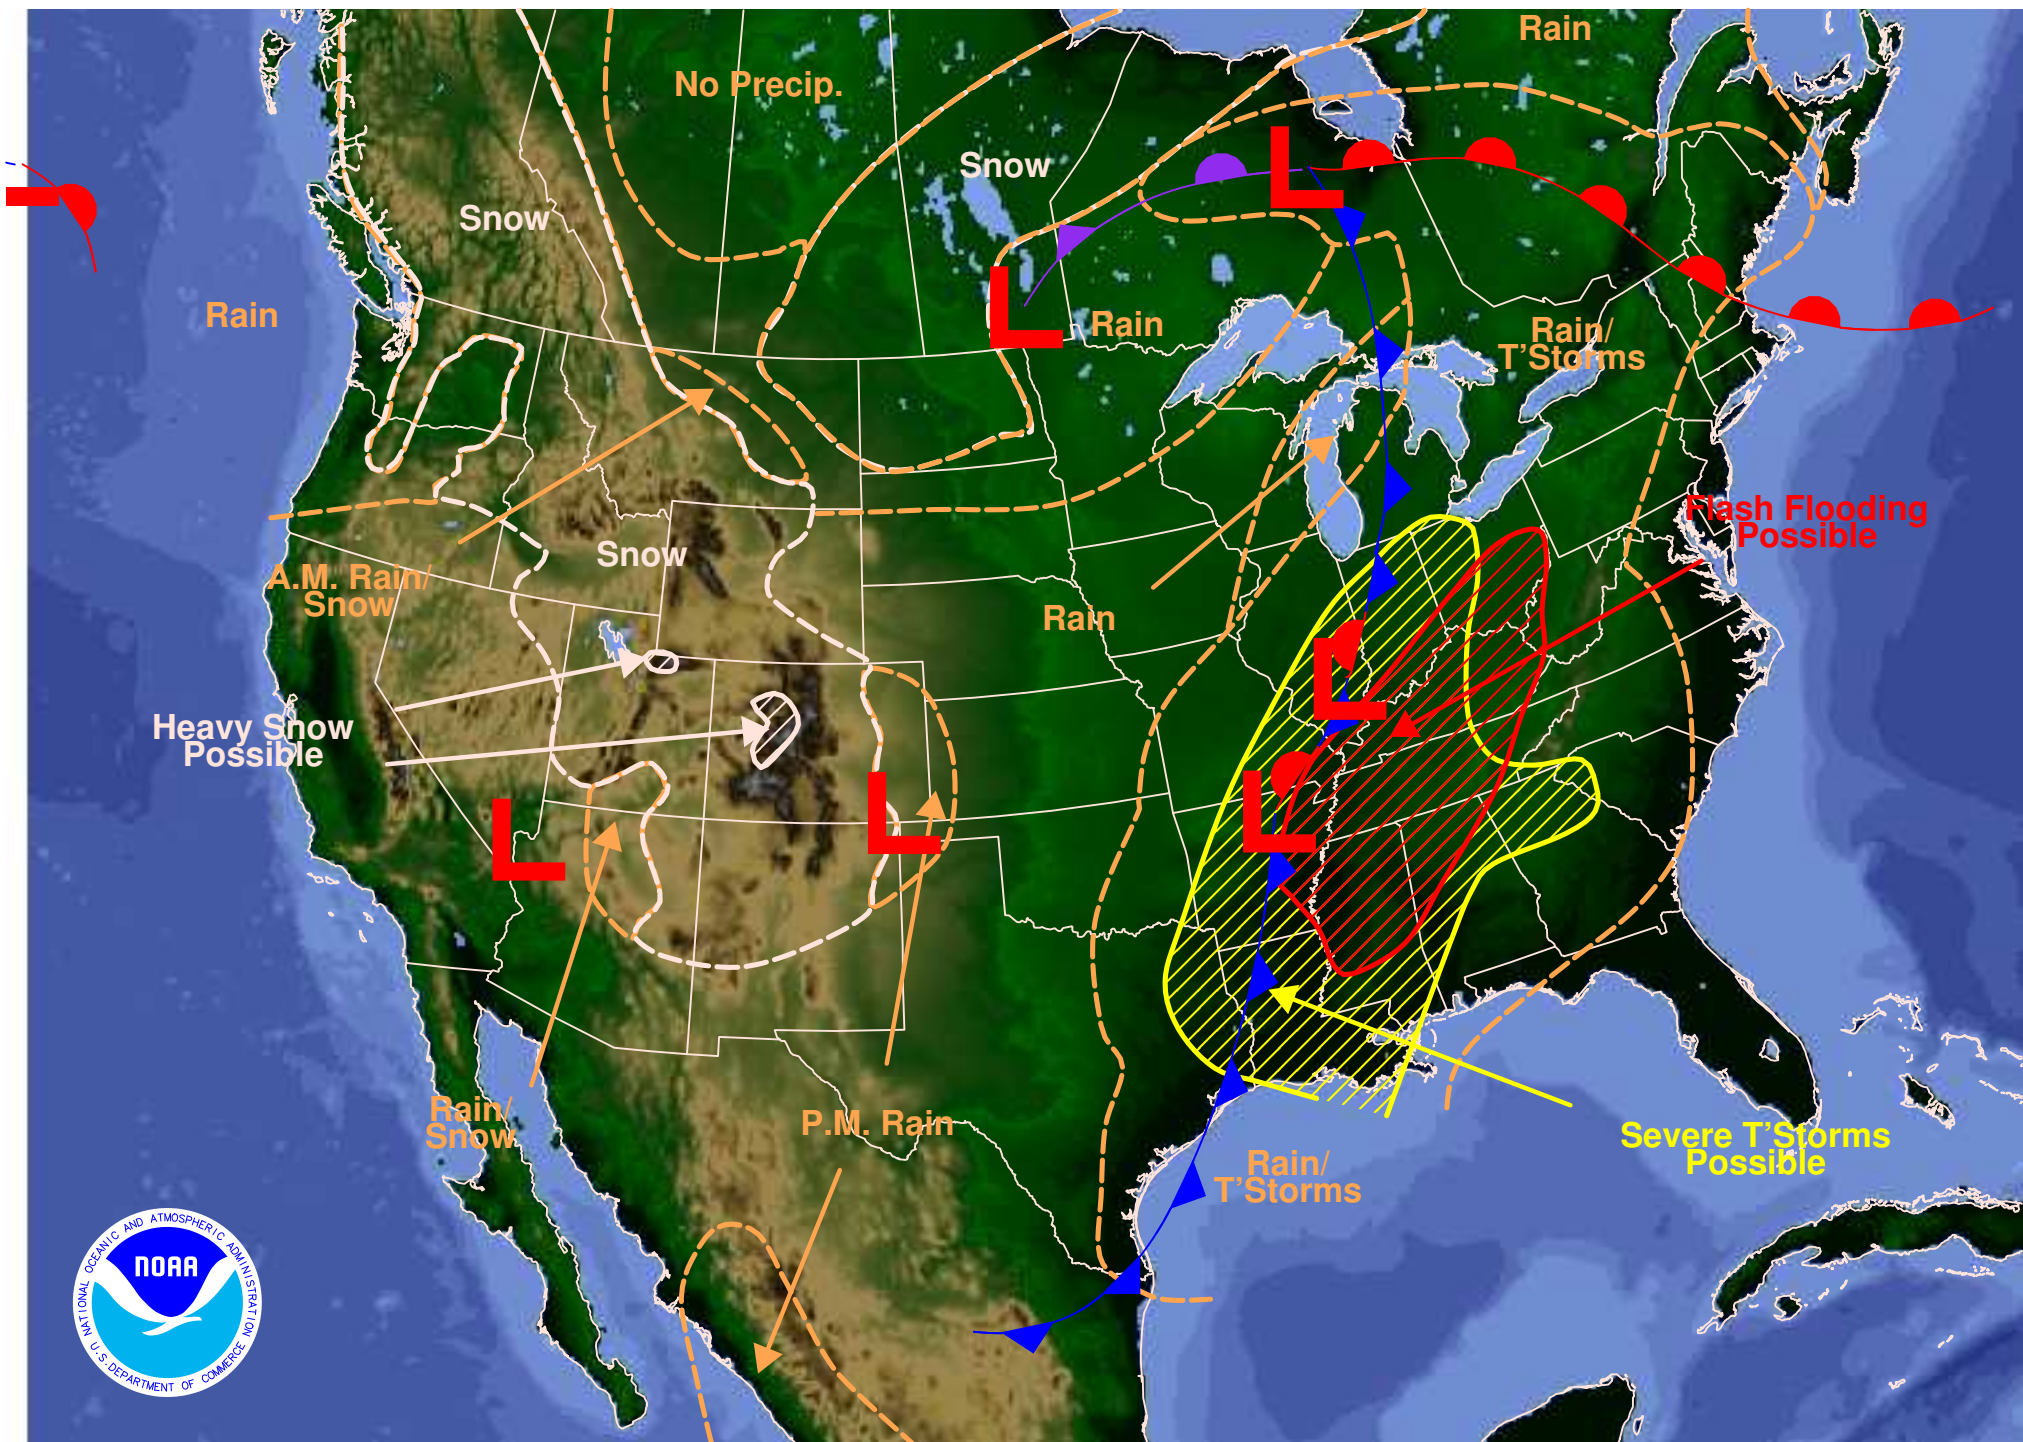 Rain
No Precip.
Snow
Snow
Rain
Rain
Rain/
T'Storms
Flash Flooding
Possible
Snow
A.M. Rain/
Snow
Rain
Heavy Snow
Possible
L
L
L
L
L
L
Rain/
Snow
P.M. Rain
Severe T'Storms
Possible
Rain/
T'Storms
NOAA
NATIONAL OCEANIC AND ATMOSPHERIC ADMINISTRATION
U.S. DEPARTMENT OF COMMERCE